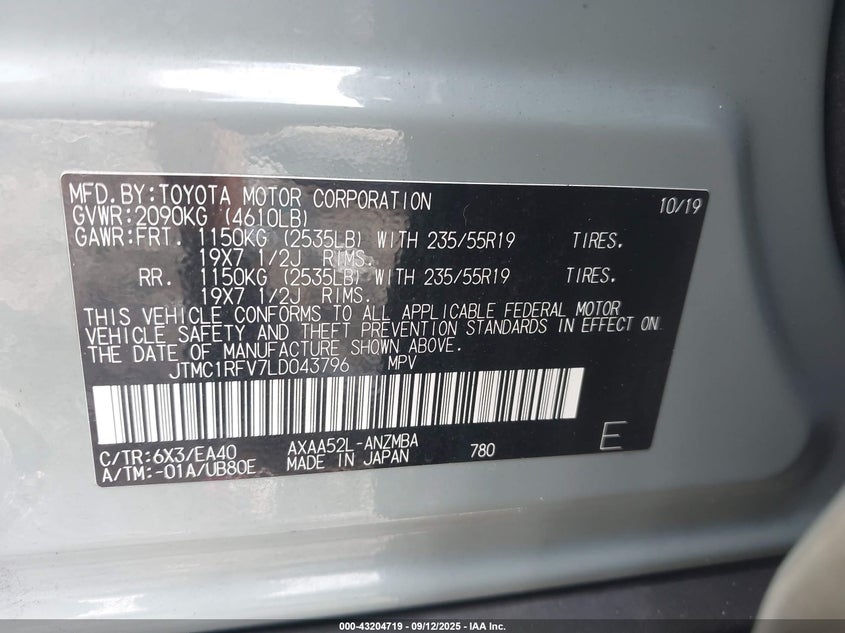 MFD.BY:TOYOTA MOTOR CORPORATION 10/19
GVWR:2090KG (4610LB)
GAWR:FRT. 1150KG (2535LB) WITH 235/55R19 TIRES.
19X7 1/2J RIMS.
RR. 1150KG (2535LB) WITH 235/55R19 TIRES.
19X7 1/2J RIMS.
THIS VEHICLE CONFORMS TO ALL APPLICABLE FEDERAL MOTOR
VEHICLE SAFETY AND THEFT PREVENTION STANDARDS IN EFFECT ON
THE DATE OF MANUFACTURE SHOWN ABOVE.
JTMC1RFV7LD043796 MPV
C/TR:6X3/EA40 AXAA52L-ANZMBA 780 E
A/TM:-01A/UB80E MADE IN JAPAN
000-43204719 - 09/12/2025 - IAA Inc.